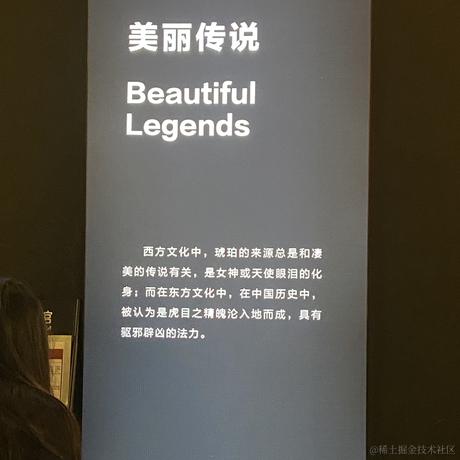 美丽传说
Beautiful
Legends
西方文化中，琥珀的来源总是和凄
美的传说有关，是女神或天使眼泪的化
身；而在东方文化中，在中国历史中，
被认为是虎目之精魄沦入地而成，具有
驱邪辟凶的法力。
馆
@稀土掘金技术社区